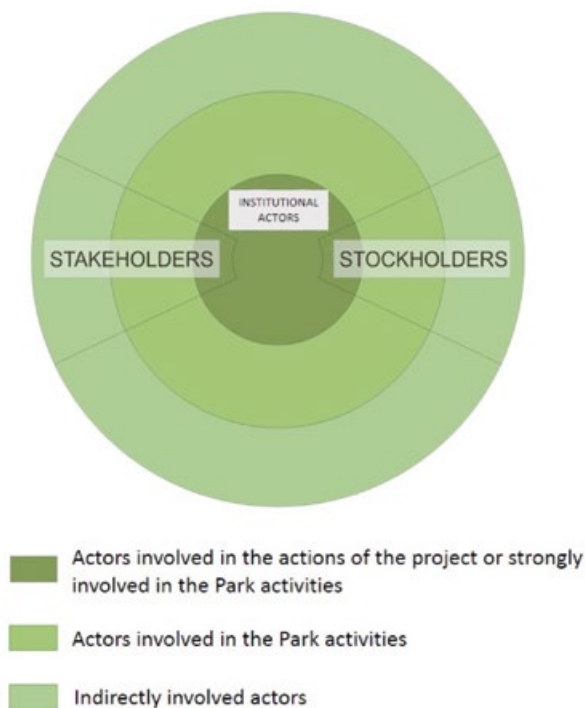 INSTITUTIONAL
ACTORS
STAKEHOLDERS
STOCKHOLDERS
Actors involved in the actions of the project or strongly
involved in the Park activities
Actors involved in the Park activities
Indirectly involved actors